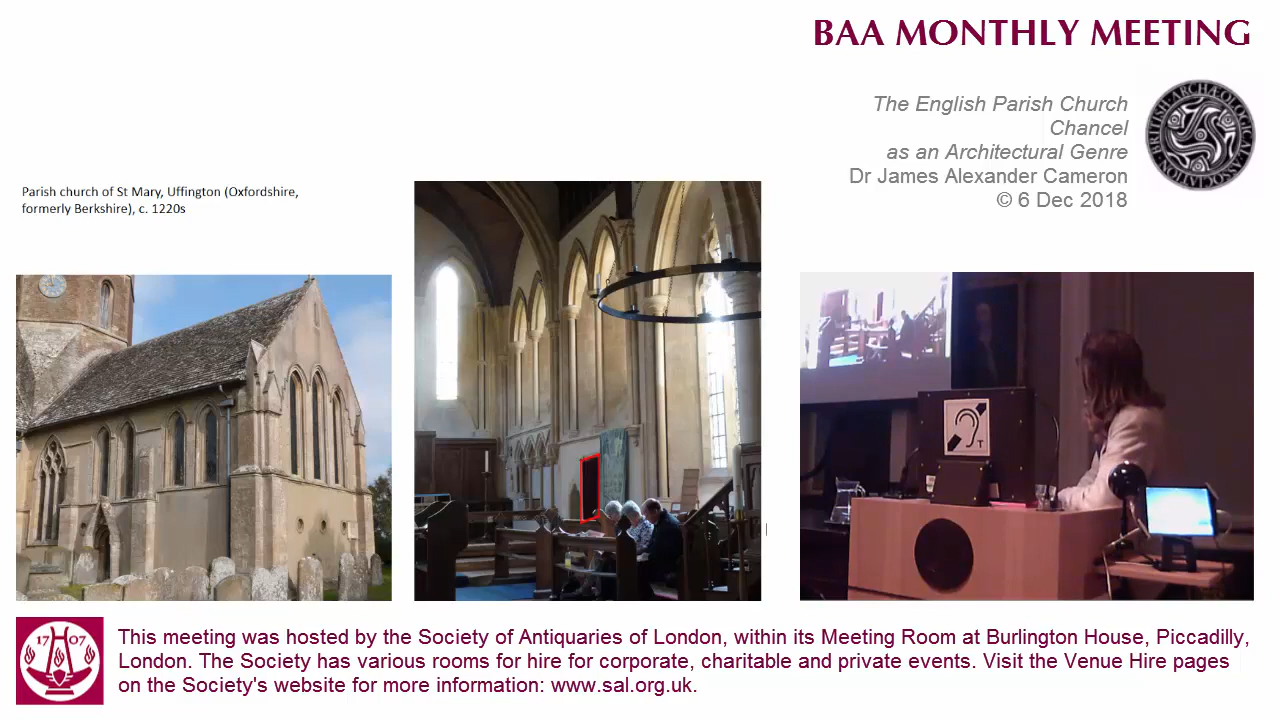 BAA MONTHLY MEETING
The English Parish Church
Chancel
as an Architectural Genre
Dr James Alexander Cameron
© 6 Dec 2018
BRITISH ARCHÆOLOGICAL ASSOCIATION
Parish church of St Mary, Uffington (Oxfordshire,
formerly Berkshire), c. 1220s
T
17 07
This meeting was hosted by the Society of Antiquaries of London, within its Meeting Room at Burlington House, Piccadilly,
London. The Society has various rooms for hire for corporate, charitable and private events. Visit the Venue Hire pages
on the Society's website for more information: www.sal.org.uk.